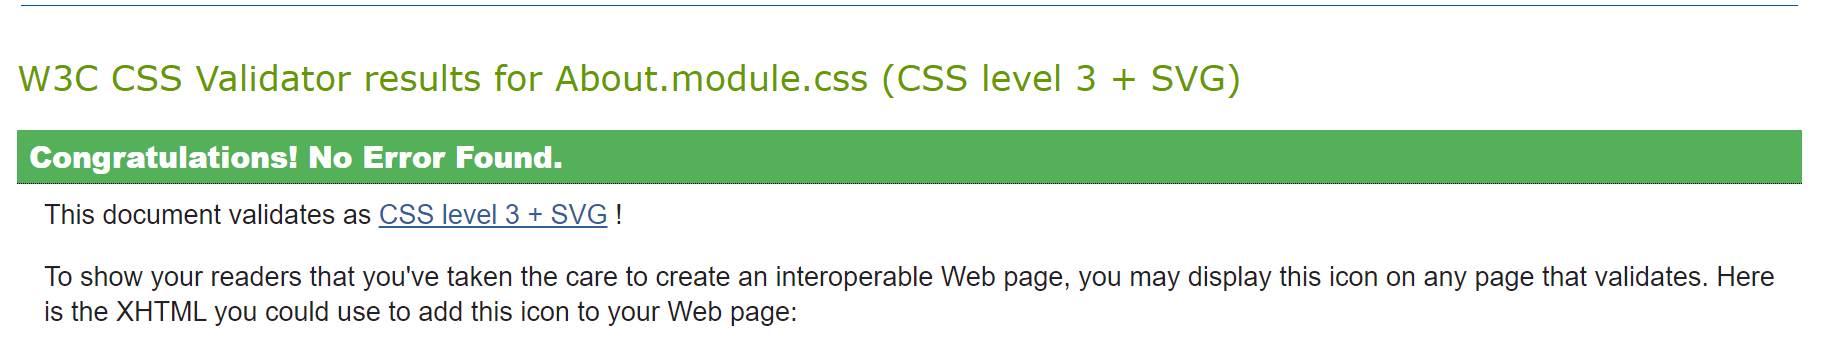 W3C CSS Validator results for About.module.css (CSS level 3 + SVG)
Congratulations! No Error Found.
This document validates as CSS level 3 + SVG !
To show your readers that you've taken the care to create an interoperable Web page, you may display this icon on any page that validates. Here
is the XHTML you could use to add this icon to your Web page: